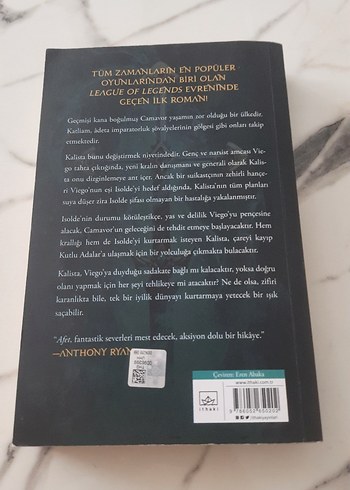 TÜM ZAMANLARIN EN POPÜLER
OYUNLARINDAN BİRİ OLAN
LEAGUE OF LEGENDS EVRENİNDE
GEÇEN İLK ROMAN!
Geçmişi kana boğulmuş Camavor yaşamın zor olduğu bir ülkedir.
Katliam, âdeta imparatorluk şövalyelerinin gölgesi gibi onları takip
etmektedir.
Kalista bunu değiştirmek niyetindedir. Genç ve narsist amcası Vie-
go tahta çıktığında, yeni kralın danışmanı ve generali olarak Kalis-
ta onu dizginlemeye ant içer. Ancak bir suikastçının zehirli hançe-
ri Viego'nun eşi Isolde'yi hedef aldığında, Kalista'nın tüm planları
suya düşer zira Isolde şifası olmayan bir hastalığa yakalanmıştır.
Isolde'nin durumu kötüleştikçe, yas ve delilik Viego'yu pençesine
alacak, Camavor'un geleceğini de tehdit etmeye başlayacaktır. Hem
krallığı hem de Isolde'yi kurtarmak isteyen Kalista, çareyi kayıp
Kutlu Adalar'a ulaşmak için bir yolculuğa çıkmakta bulacaktır.
Kalista, Viego'ya duyduğu sadakate bağlı mı kalacaktır, yoksa doğru
olanı yapmak için her şeyi tehlikeye mi atacaktır? Ne de olsa, zifiri
karanlıkta bile, tek bir iyilik dünyayı kurtarmaya yetecek bir ışık
saçabilir.
"Afet, fantastik severleri mest edecek, aksiyon dolu bir hikâye."
—ANTHONY RYAN
Çeviren: Eren Abaka
www.ithaki.com.tr
ithaki